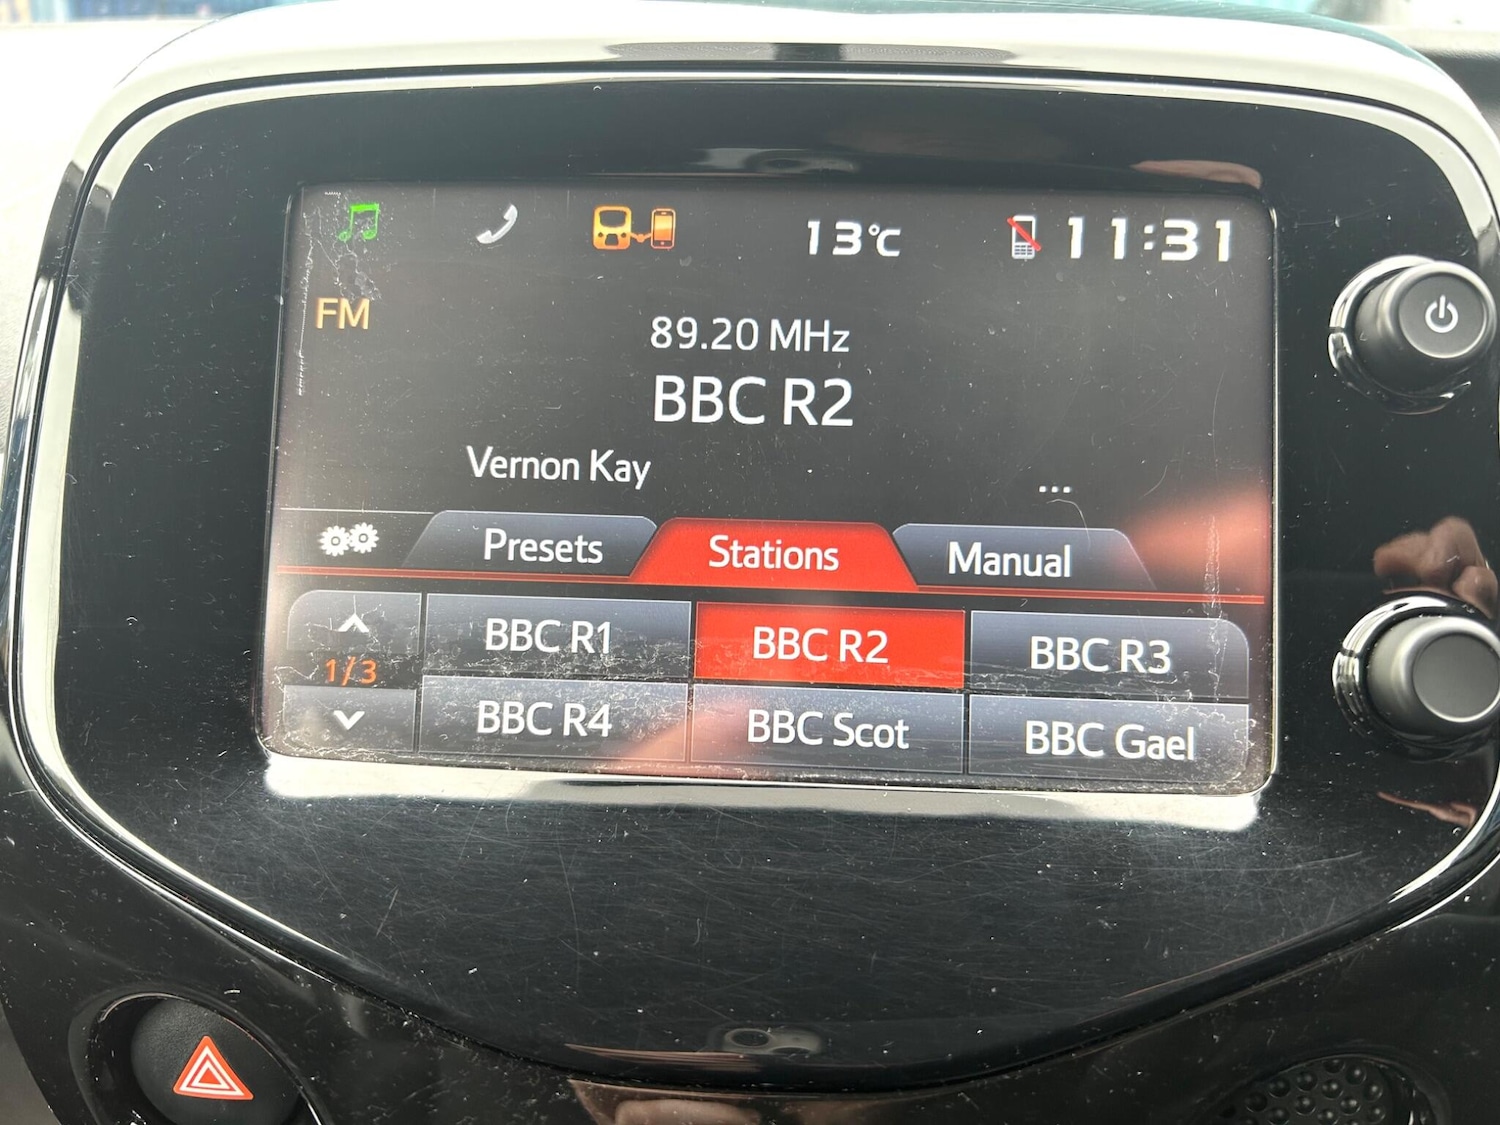 13°C 11:31
FM
89.20 MHz
BBC R2
Vernon Kay ...
Presets Stations Manual
BBC R1 BBC R2 BBC R3
1/3
BBC R4 BBC Scot BBC Gael